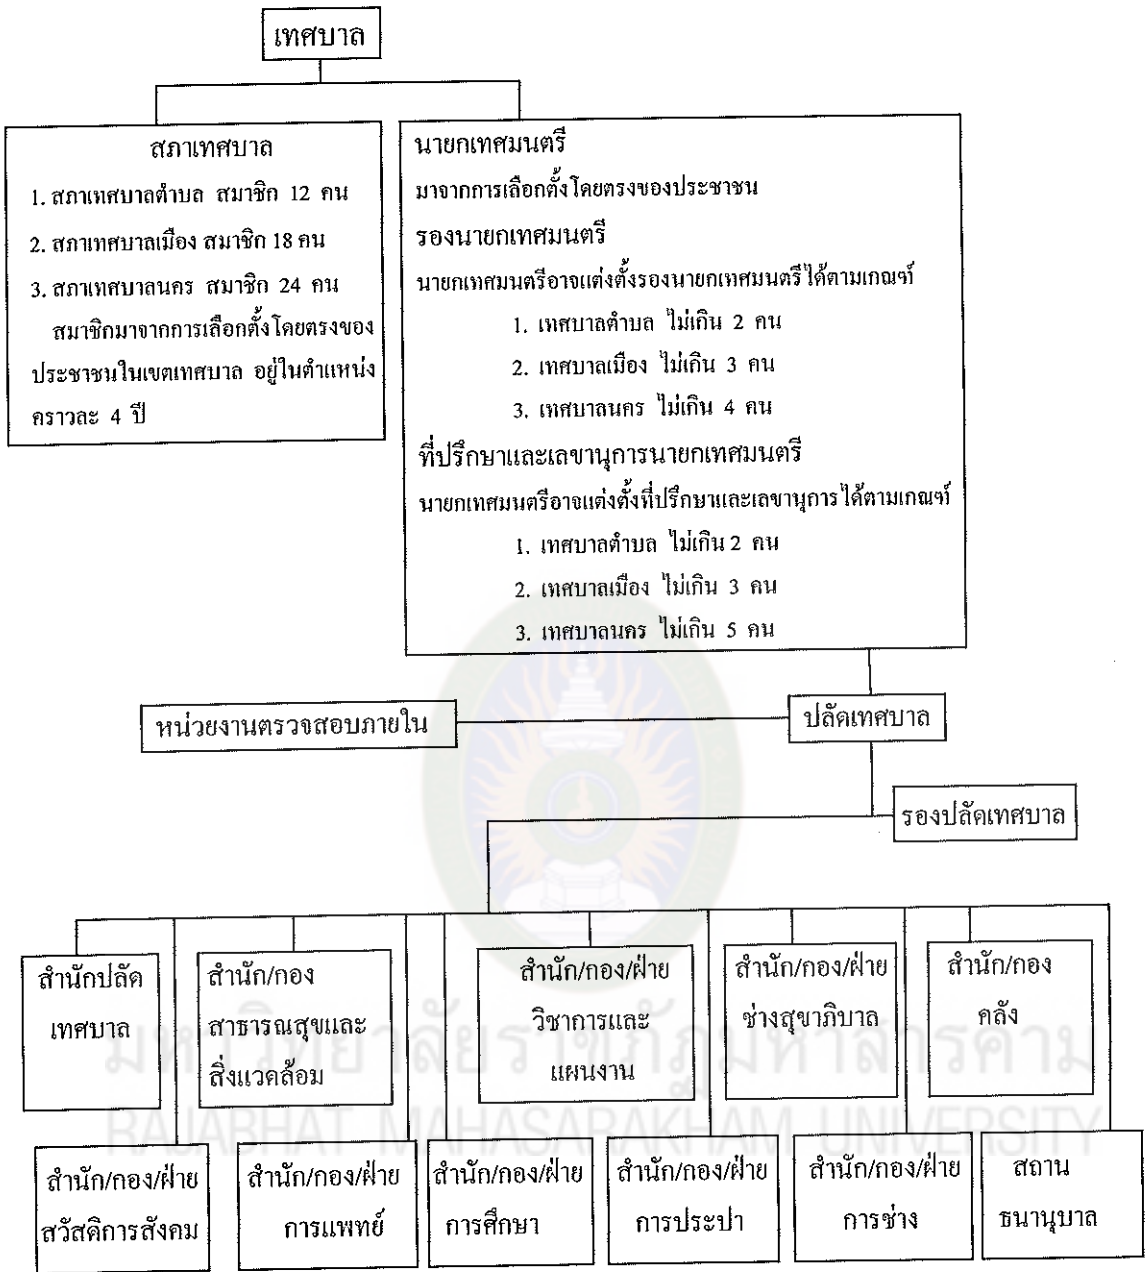 เทศบาล
สภาเทศบาล
1. สภาเทศบาลตำบล สมาชิก 12 คน
2. สภาเทศบาลเมือง สมาชิก 18 คน
3. สภาเทศบาลนคร สมาชิก 24 คน
สมาชิกมาจากการเลือกตั้งโดยตรงของ
ประชาชนในเขตเทศบาล อยู่ในตำแหน่ง
คราวละ 4 ปี
นายกเทศมนตรี
มาจากการเลือกตั้งโดยตรงของประชาชน
รองนายกเทศมนตรี
นายกเทศมนตรีอาจแต่งตั้งรองนายกเทศมนตรีได้ตามเกณฑ์
1. เทศบาลตำบล ไม่เกิน 2 คน
2. เทศบาลเมือง ไม่เกิน 3 คน
3. เทศบาลนคร ไม่เกิน 4 คน
ที่ปรึกษาและเลขานุการนายกเทศมนตรี
นายกเทศมนตรีอาจแต่งตั้งที่ปรึกษาและเลขานุการได้ตามเกณฑ์
1. เทศบาลตำบล ไม่เกิน 2 คน
2. เทศบาลเมือง ไม่เกิน 3 คน
3. เทศบาลนคร ไม่เกิน 5 คน
หน่วยงานตรวจสอบภายใน
ปลัดเทศบาล
รองปลัดเทศบาล
สำนักปลัด
เทศบาล
สำนัก/กอง
สาธารณสุขและ
สิ่งแวดล้อม
สำนัก/กอง/ฝ่าย
วิชาการและ
แผนงาน
สำนัก/กอง/ฝ่าย
ช่างสุขาภิบาล
สำนัก/กอง
คลัง
มหาวิทยาลัยราชภัฏมหาสารคาม
RAJABHAT MAHASARAKHAM UNIVERSITY
สำนัก/กอง/ฝ่าย
สวัสดิการสังคม
สำนัก/กอง/ฝ่าย
การแพทย์
สำนัก/กอง/ฝ่าย
การศึกษา
สำนัก/กอง/ฝ่าย
การประปา
สำนัก/กอง/ฝ่าย
การช่าง
สถาน
ธนานุบาล